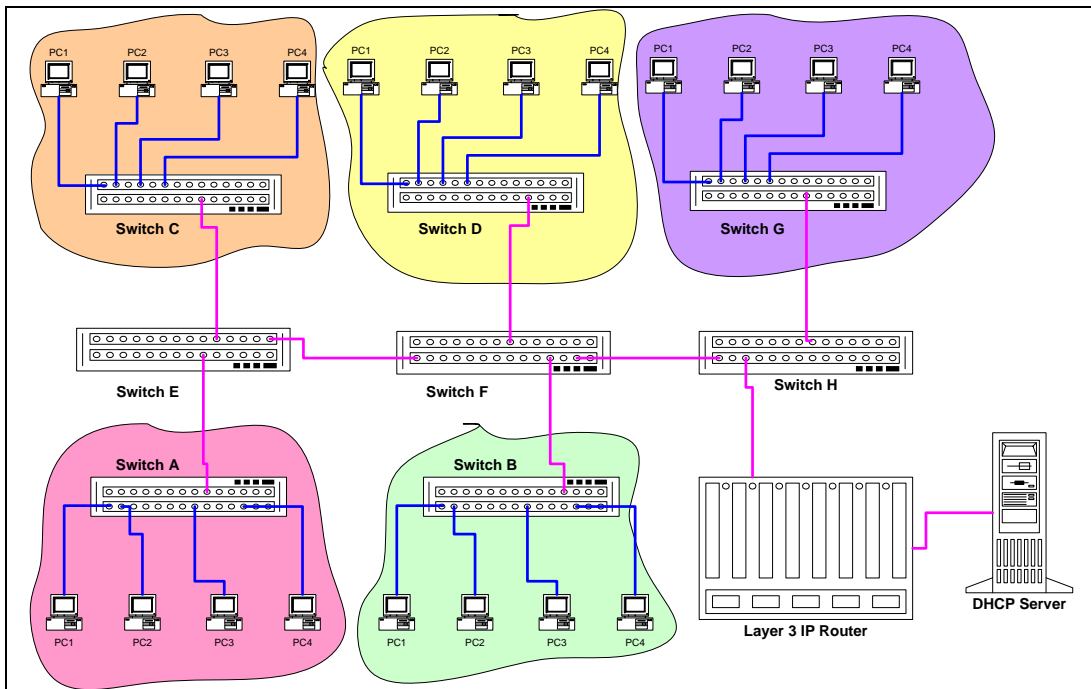 PC1 PC2 PC3 PC4
Switch C
PC1 PC2 PC3 PC4
Switch D
PC1 PC2 PC3 PC4
Switch G
Switch E
Switch F
Switch H
Switch A
PC1 PC2 PC3 PC4
Switch B
PC1 PC2 PC3 PC4
Layer 3 IP Router
DHCP Server